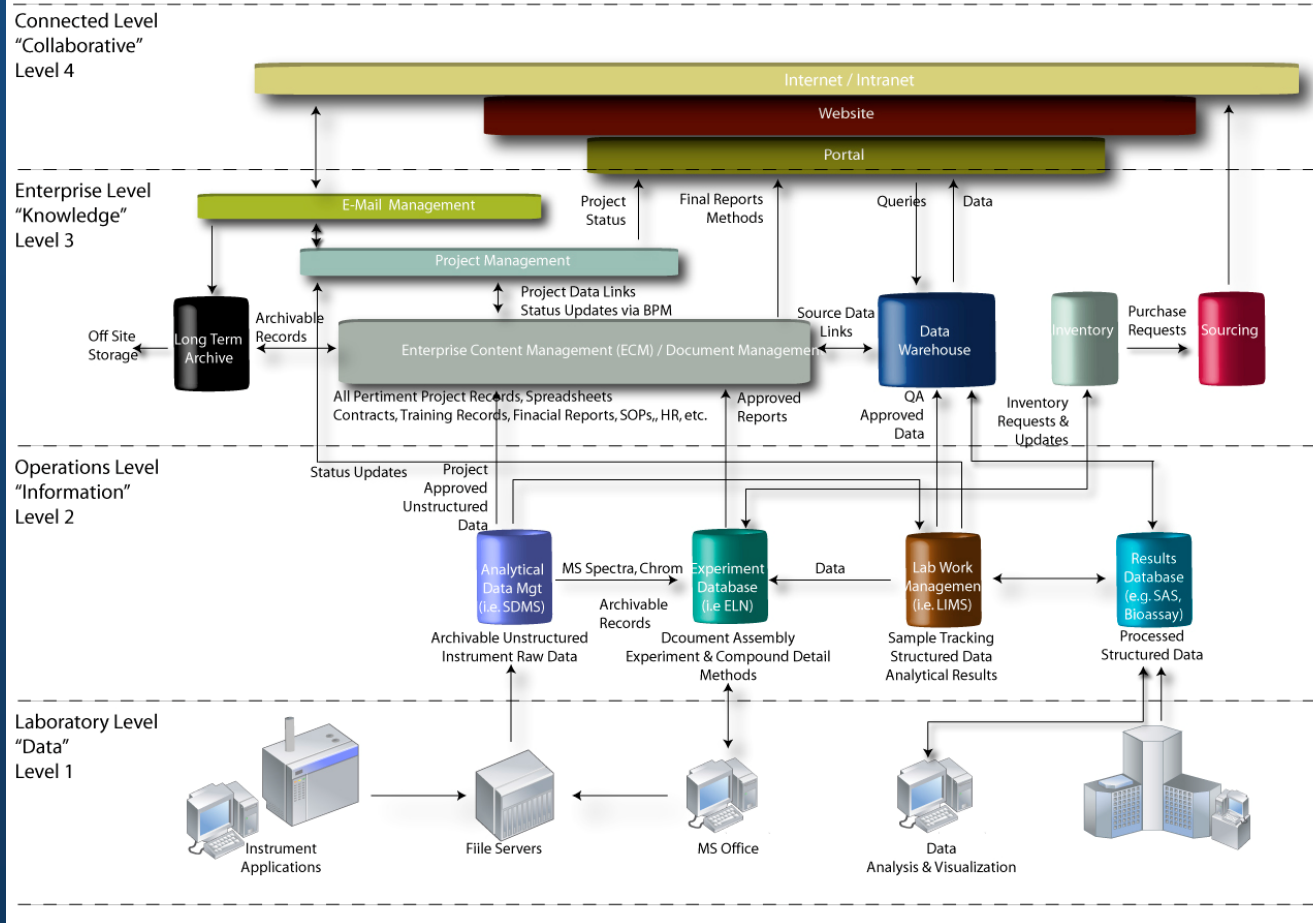 Connected Level
“Collaborative”
Level 4
Internet / Intranet
Website
Portal
Enterprise Level
“Knowledge”
Level 3
E-Mail Management
Project
Status
Final Reports
Methods
Queries
Data
Project Management
Project Data Links
Status Updates via BPM
Off Site
Storage
Long Term
Archive
Archivable
Records
Enterprise Content Management (ECM) / Document Managemen
Source Data
Links
Data
Warehouse
Inventory
Purchase
Requests
Sourcing
All Pertiment Project Records, Spreadsheets
Contracts, Training Records, Finacial Reports, SOPs,, HR, etc.
Approved
Reports
QA
Approved
Data
Inventory
Requests &
Updates
Operations Level
“Information”
Level 2
Status Updates
Project
Approved
Unstructured
Data
Analytical
Data Mgt
(i.e. SDMS)
MS Spectra, Chrom
Archivable
Records
Experiment
Database
(i.e ELN)
Data
Lab Work
Management
(i.e. LIMS)
Results
Database
(e.g. SAS,
Bioassay)
Archivable Unstructured
Instrument Raw Data
Dcoument Assembly
Experiment & Compound Detail
Methods
Sample Tracking
Structured Data
Analytical Results
Processed
Structured Data
Laboratory Level
“Data”
Level 1
Instrument
Applications
Fiile Servers
MS Office
Data
Analysis & Visualization